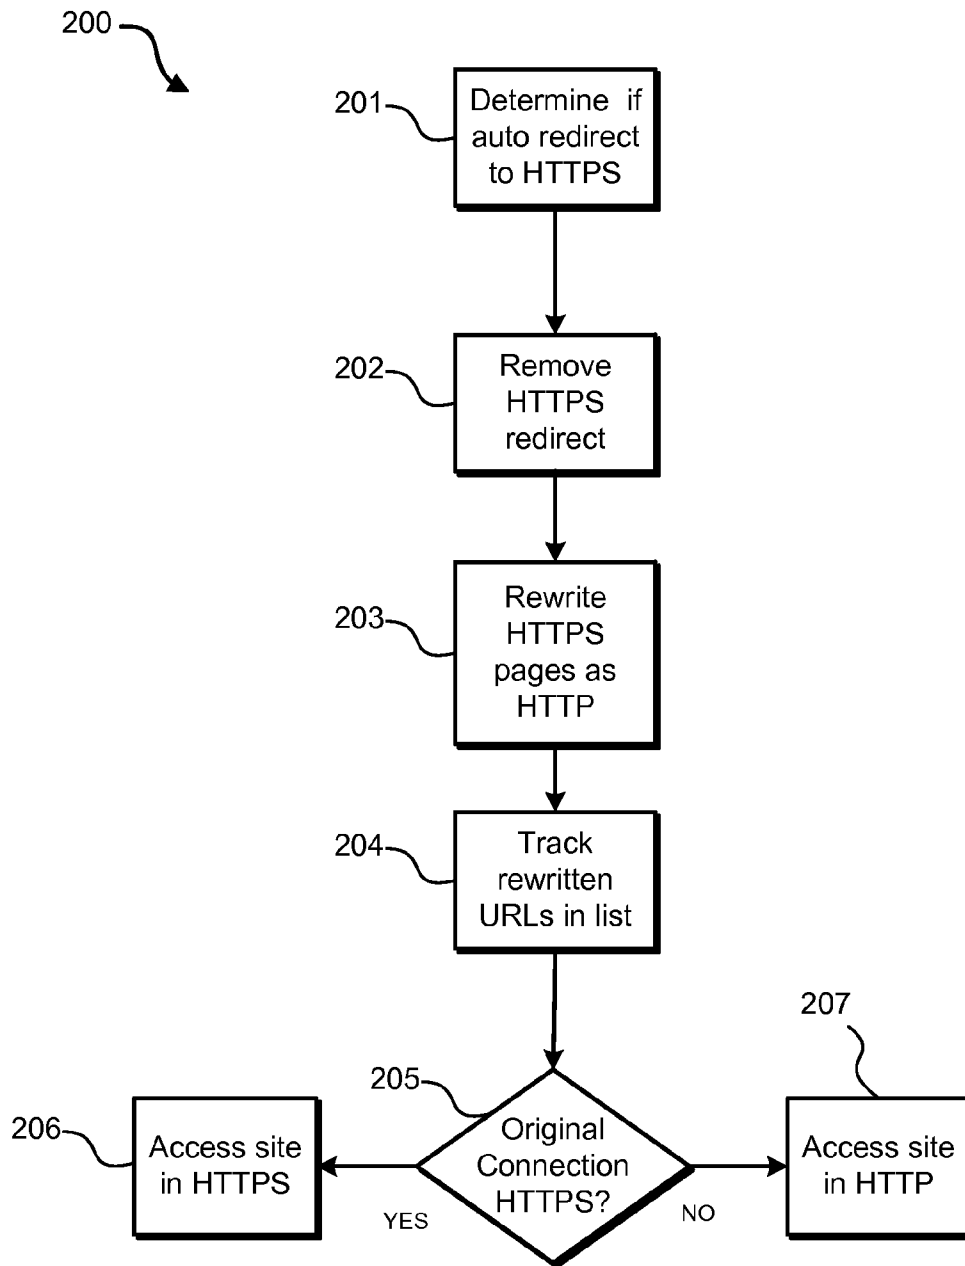 200
201
Determine if
auto redirect
to HTTPS
202
Remove
HTTPS
redirect
203
Rewrite
HTTPS
pages as
HTTP
204
Track
rewritten
URLs in list
205
Original
Connection
HTTPS?
YES
NO
206
Access site
in HTTPS
207
Access site
in HTTP